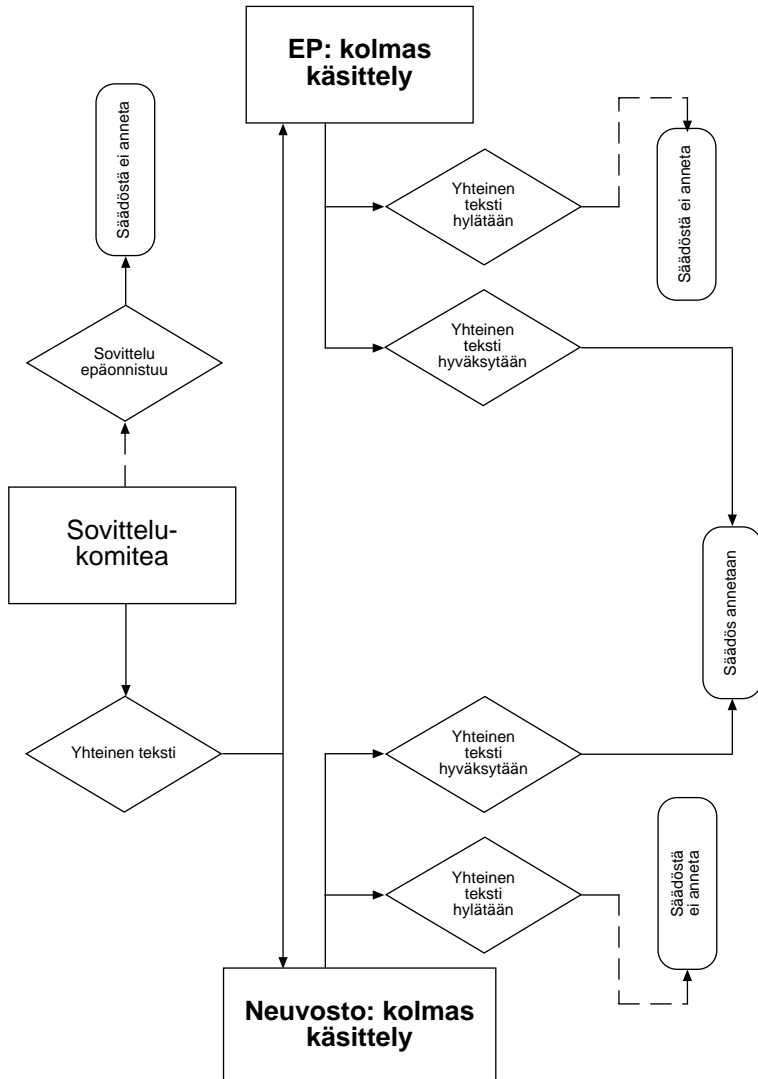 EP: kolmas
käsittely
Säädöstä ei anneta
Yhteinen
teksti
hylätään
Säädöstä ei anneta
Sovittelu
epäonnistuu
Yhteinen
teksti
hyväksytään
Sovittelu-
komitea
Säädös annetaan
Yhteinen teksti
Yhteinen
teksti
hyväksytään
Yhteinen
teksti
hylätään
Säädöstä
ei anneta
Neuvosto: kolmas
käsittely